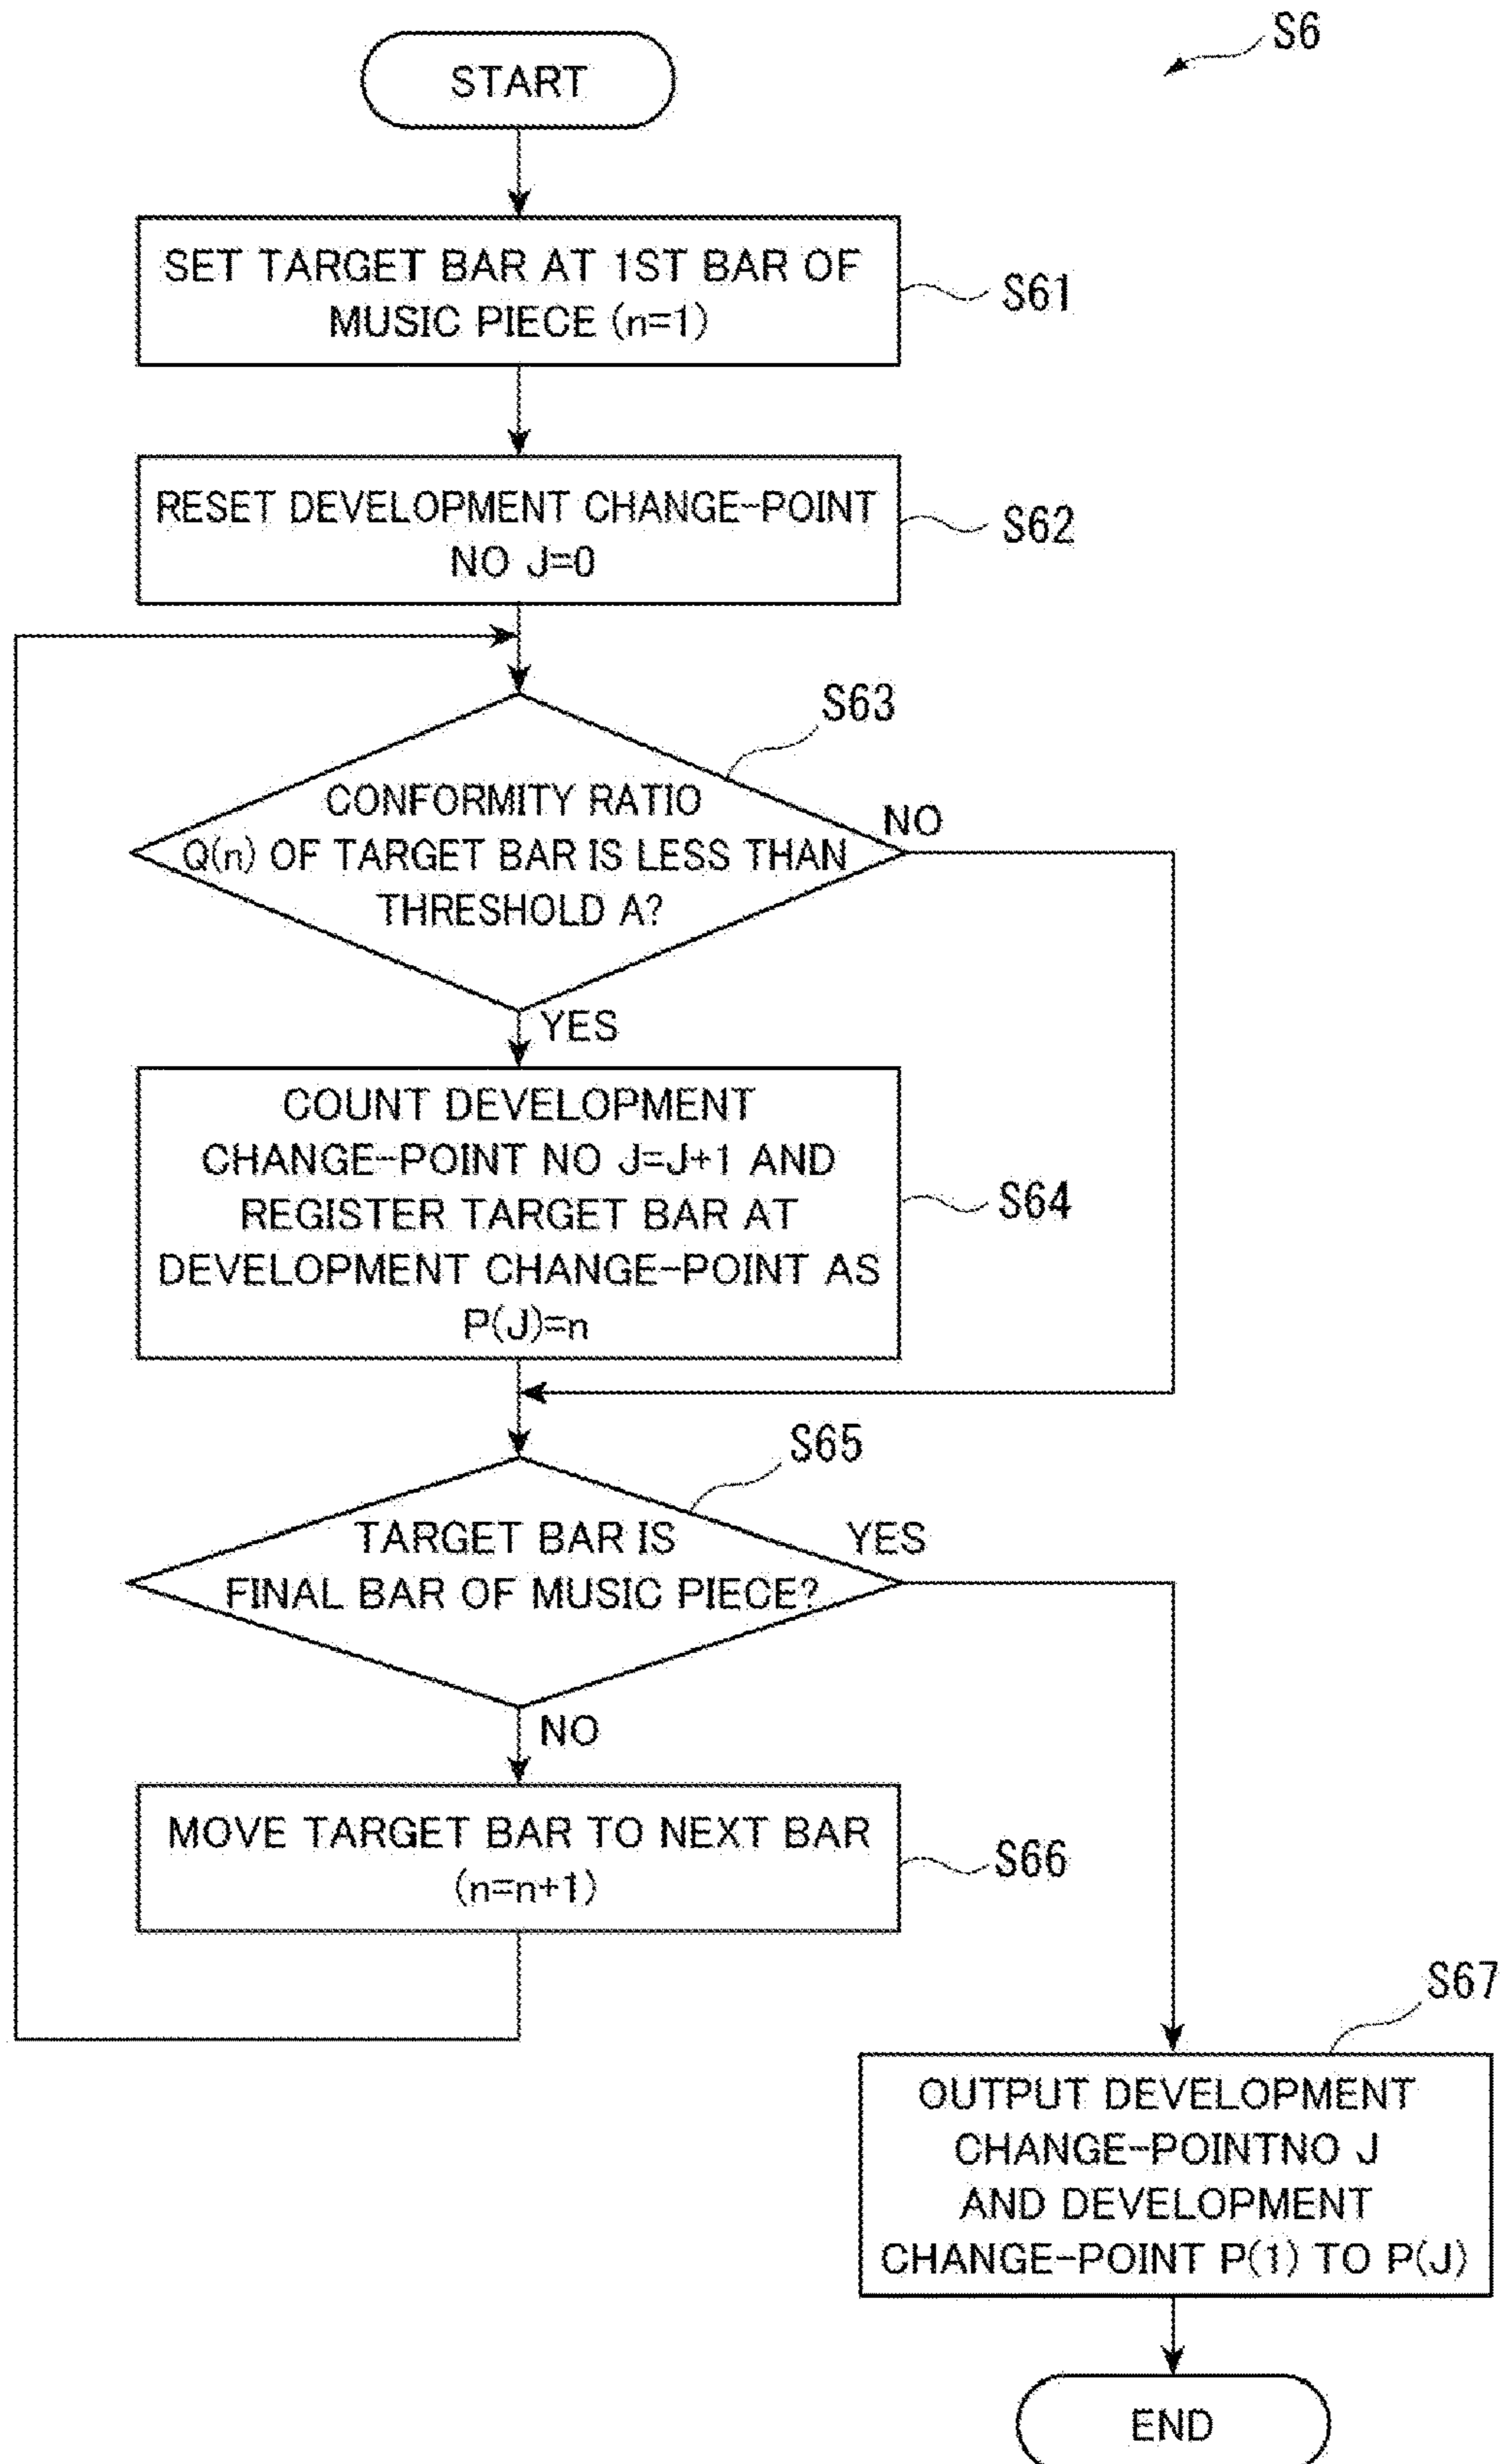 S6
START
SET TARGET BAR AT 1ST BAR OF
MUSIC PIECE (n=1)
S61
RESET DEVELOPMENT CHANGE-POINT
NO J=0
S62
S63
CONFORMITY RATIO
Q(n) OF TARGET BAR IS LESS THAN
THRESHOLD A?
NO
YES
COUNT DEVELOPMENT
CHANGE-POINT NO J=J+1 AND
REGISTER TARGET BAR AT
DEVELOPMENT CHANGE-POINT AS
P(J)=n
S64
S65
TARGET BAR IS
FINAL BAR OF MUSIC PIECE?
YES
NO
MOVE TARGET BAR TO NEXT BAR
(n=n+1)
S66
S67
OUTPUT DEVELOPMENT
CHANGE-POINTNO J
AND DEVELOPMENT
CHANGE-POINT P(1) TO P(J)
END